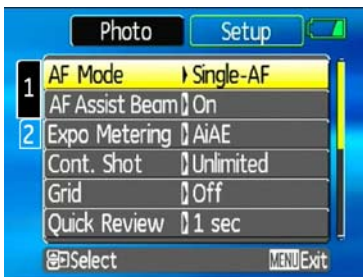 Photo Setup
1
AF Mode Single-AF
AF Assist Beam On
2
Expo Metering AiAE
Cont. Shot Unlimited
Grid Off
Quick Review 1 sec
Select MENU Exit